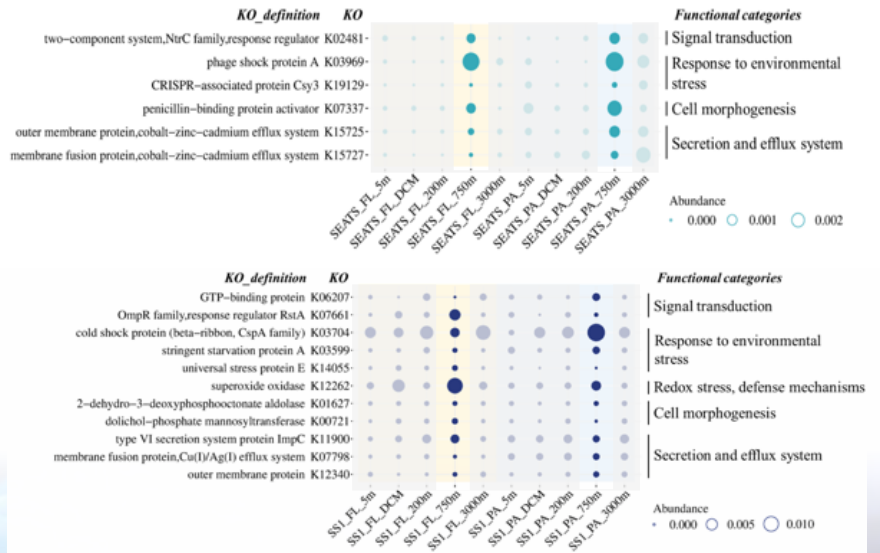 KO_definition KO Functional categories
two−component system,NtrC family,response regulator K02481 Signal transduction
phage shock protein A K03969 Response to environmental
stress
CRISPR−associated protein Csy3 K19129
penicillin−binding protein activator K07337 Cell morphogenesis
outer membrane protein,cobalt−zinc−cadmium efflux system K15725 Secretion and efflux system
membrane fusion protein,cobalt−zinc−cadmium efflux system K15727
SEATS_FL_5m SEATS_FL_DCM SEATS_FL_200m SEATS_FL_750m SEATS_FL_3000m SEATS_PA_5m SEATS_PA_DCM SEATS_PA_200m SEATS_PA_750m SEATS_PA_3000m
Abundance
0.000 0.001 0.002
KO_definition KO Functional categories
GTP−binding protein K06207 Signal transduction
OmpR family,response regulator RstA K07661
cold shock protein (beta−ribbon, CspA family) K03704 Response to environmental
stress
stringent starvation protein A K03599
universal stress protein E K14055
superoxide oxidase K12262 Redox stress, defense mechanisms
2−dehydro−3−deoxyphosphooctonate aldolase K01627 Cell morphogenesis
dolichol−phosphate mannosyltransferase K00721
type VI secretion system protein ImpC K11900 Secretion and efflux system
membrane fusion protein,Cu(I)/Ag(I) efflux system K07798
outer membrane protein K12340
SS1_FL_5m SS1_FL_DCM SS1_FL_200m SS1_FL_750m SS1_FL_3000m SS1_PA_5m SS1_PA_DCM SS1_PA_200m SS1_PA_750m SS1_PA_3000m
Abundance
0.000 0.005 0.010